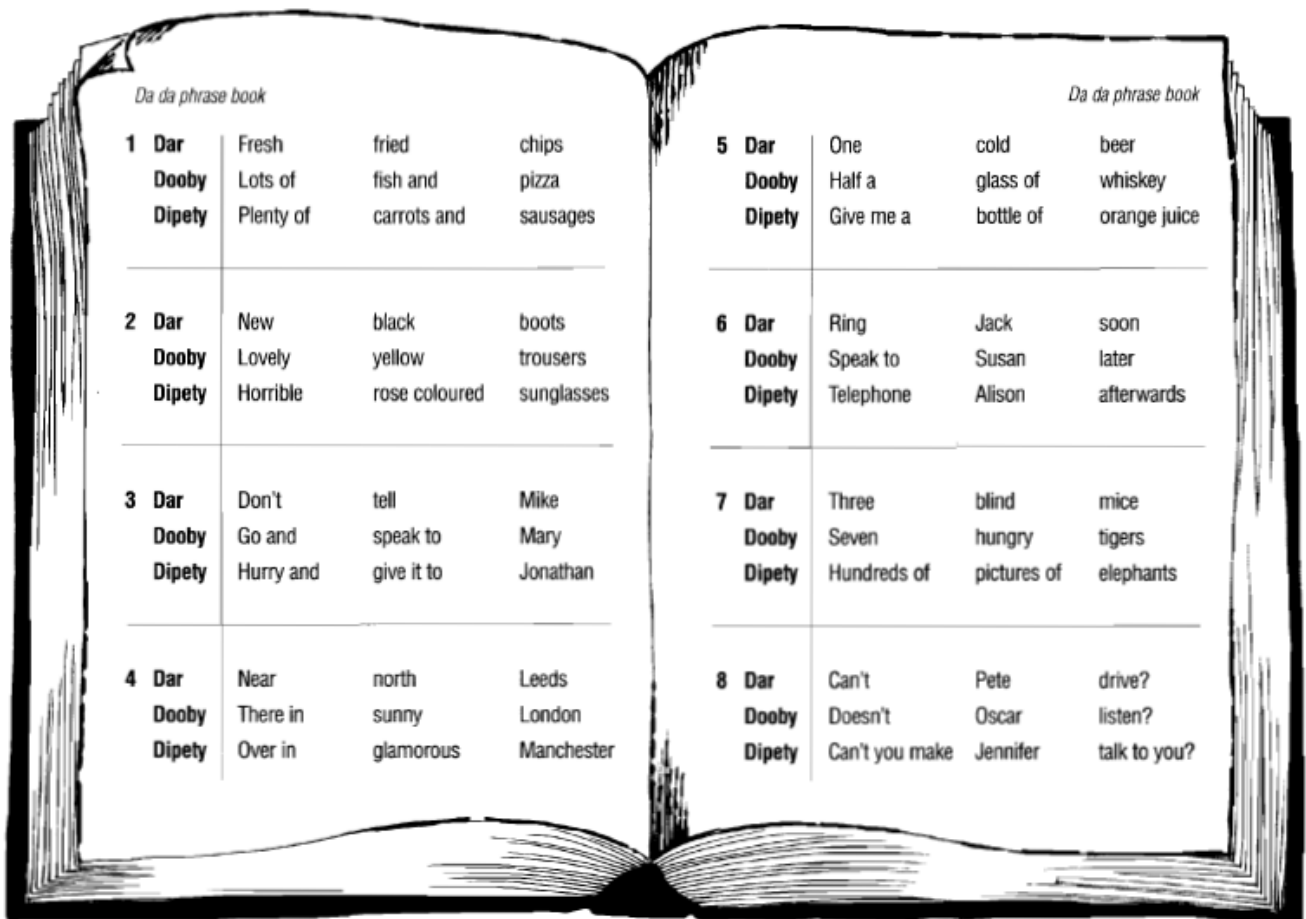 Da da phrase book
1 Dar Fresh fried chips
Dooby Lots of fish and pizza
Dipety Plenty of carrots and sausages
2 Dar New black boots
Dooby Lovely yellow trousers
Dipety Horrible rose coloured sunglasses
3 Dar Don't tell Mike
Dooby Go and speak to Mary
Dipety Hurry and give it to Jonathan
4 Dar Near north Leeds
Dooby There in sunny London
Dipety Over in glamorous Manchester
Da da phrase book
5 Dar One cold beer
Dooby Half a glass of whiskey
Dipety Give me a bottle of orange juice
6 Dar Ring Jack soon
Dooby Speak to Susan later
Dipety Telephone Alison afterwards
7 Dar Three blind mice
Dooby Seven hungry tigers
Dipety Hundreds of pictures of elephants
8 Dar Can't Pete drive?
Dooby Doesn't Oscar listen?
Dipety Can't you make Jennifer talk to you?